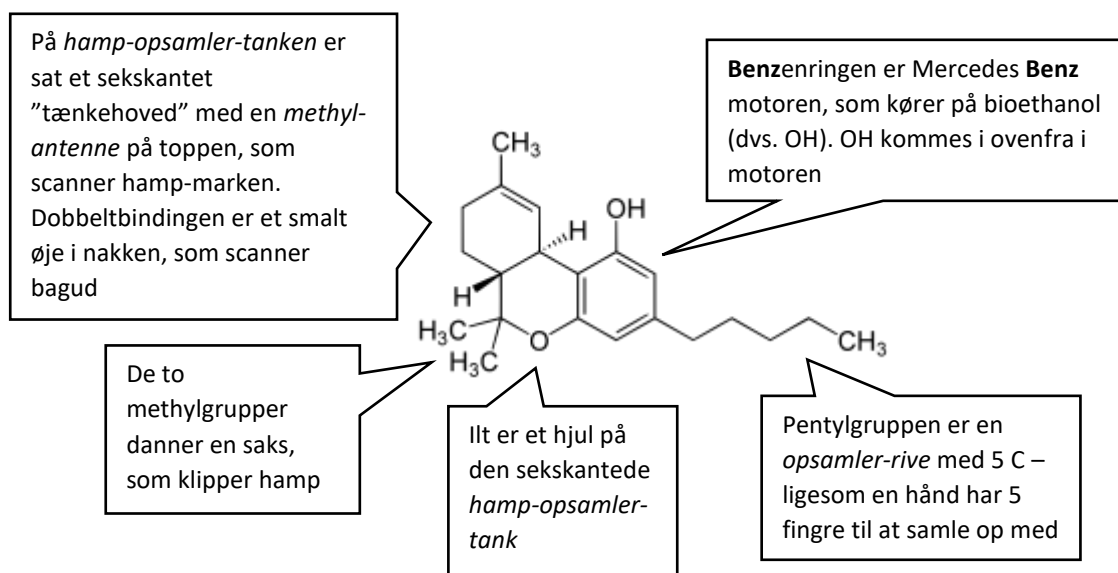 På hamp-opsamler-tanken er
sat et sekskantet
”tænkehoved” med en methyl-
antenne på toppen, som
scanner hamp-marken.
Dobbeltbindingen er et smalt
øje i nakken, som scanner
bagud
Benzenringen er Mercedes Benz
motoren, som kører på bioethanol
(dvs. OH). OH kommes i ovenfra i
motoren
CH3
OH
H
H
H3C
H3C
O
CH3
De to
methylgrupper
danner en saks,
som klipper hamp
Ilt er et hjul på
den sekskantede
hamp-opsamler-
tank
Pentylgruppen er en
opsamler-rive med 5 C –
ligesom en hånd har 5
fingre til at samle op med